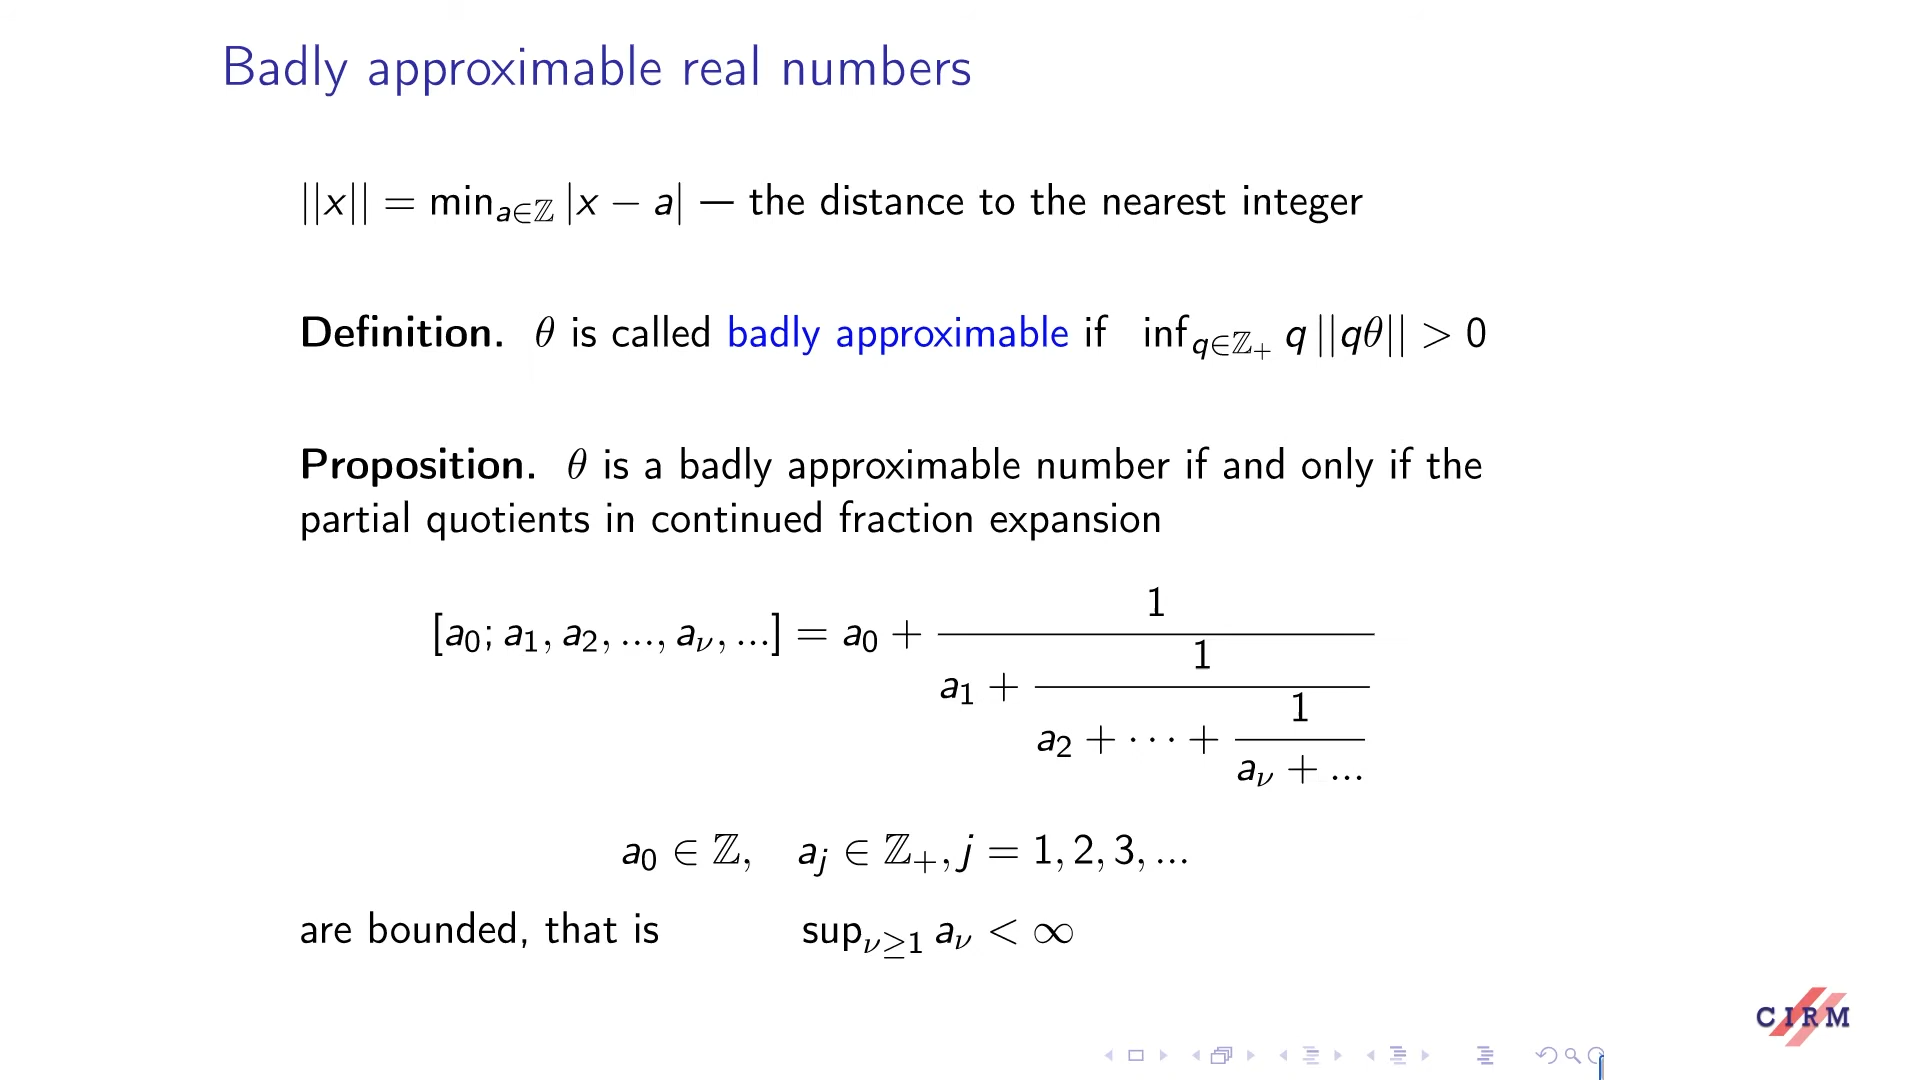 Badly approximable real numbers
||x|| = min_{a∈ℤ} |x − a| — the distance to the nearest integer
Definition. θ is called badly approximable if inf_{q∈ℤ₊} q ||qθ|| > 0
Proposition. θ is a badly approximable number if and only if the
partial quotients in continued fraction expansion
[a₀; a₁, a₂, ..., a_ν, ...] = a₀ + \frac{1}{a₁ + \frac{1}{a₂ + ··· + \frac{1}{a_ν + ...}}}
a₀ ∈ ℤ, a_j ∈ ℤ₊, j = 1, 2, 3, ...
are bounded, that is sup_{ν≥1} a_ν < ∞
CIRM